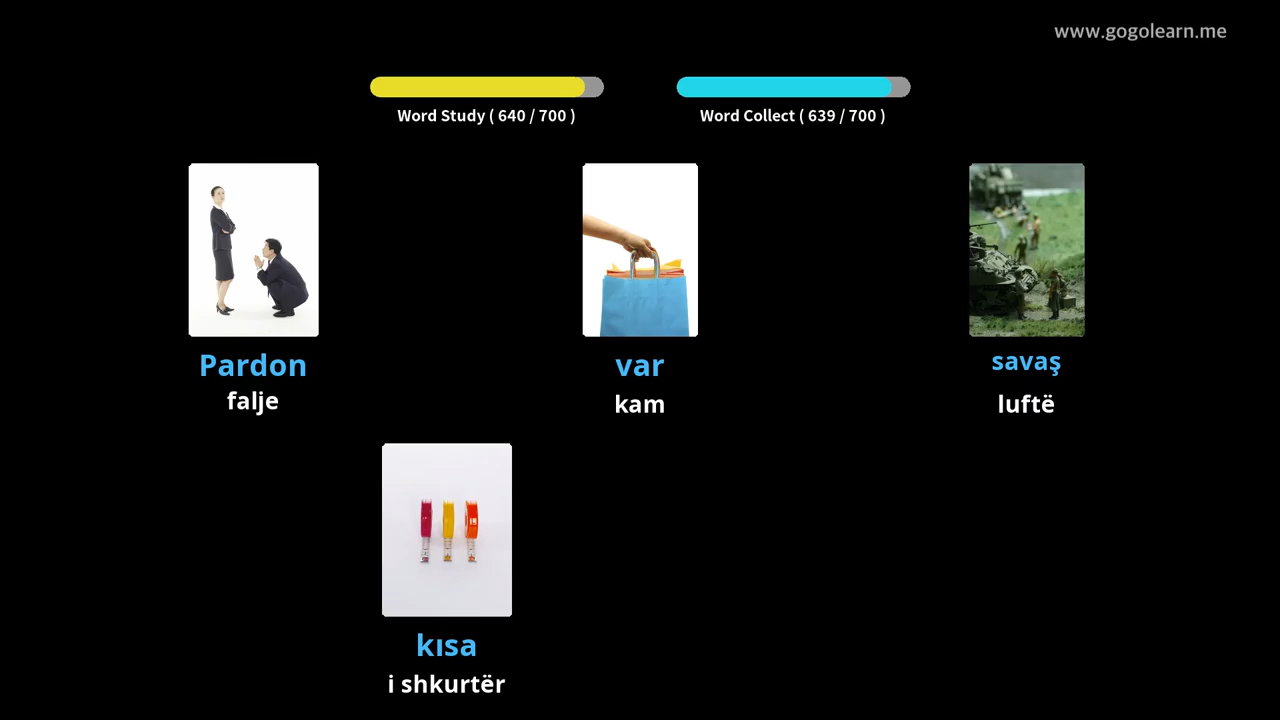 www.gogolearn.me
Word Study ( 640 / 700 )
Word Collect ( 639 / 700 )
Pardon
falje
var
kam
savaş
luftë
kısa
i shkurtër